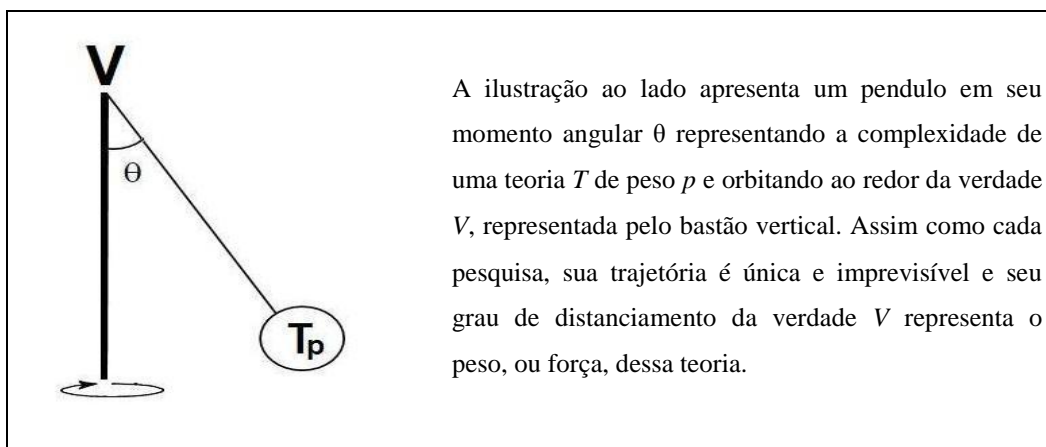 V
θ
Tp
A ilustração ao lado apresenta um pendulo em seu
momento angular θ representando a complexidade de
uma teoria T de peso p e orbitando ao redor da verdade
V, representada pelo bastão vertical. Assim como cada
pesquisa, sua trajetória é única e imprevisível e seu
grau de distanciamento da verdade V representa o
peso, ou força, dessa teoria.